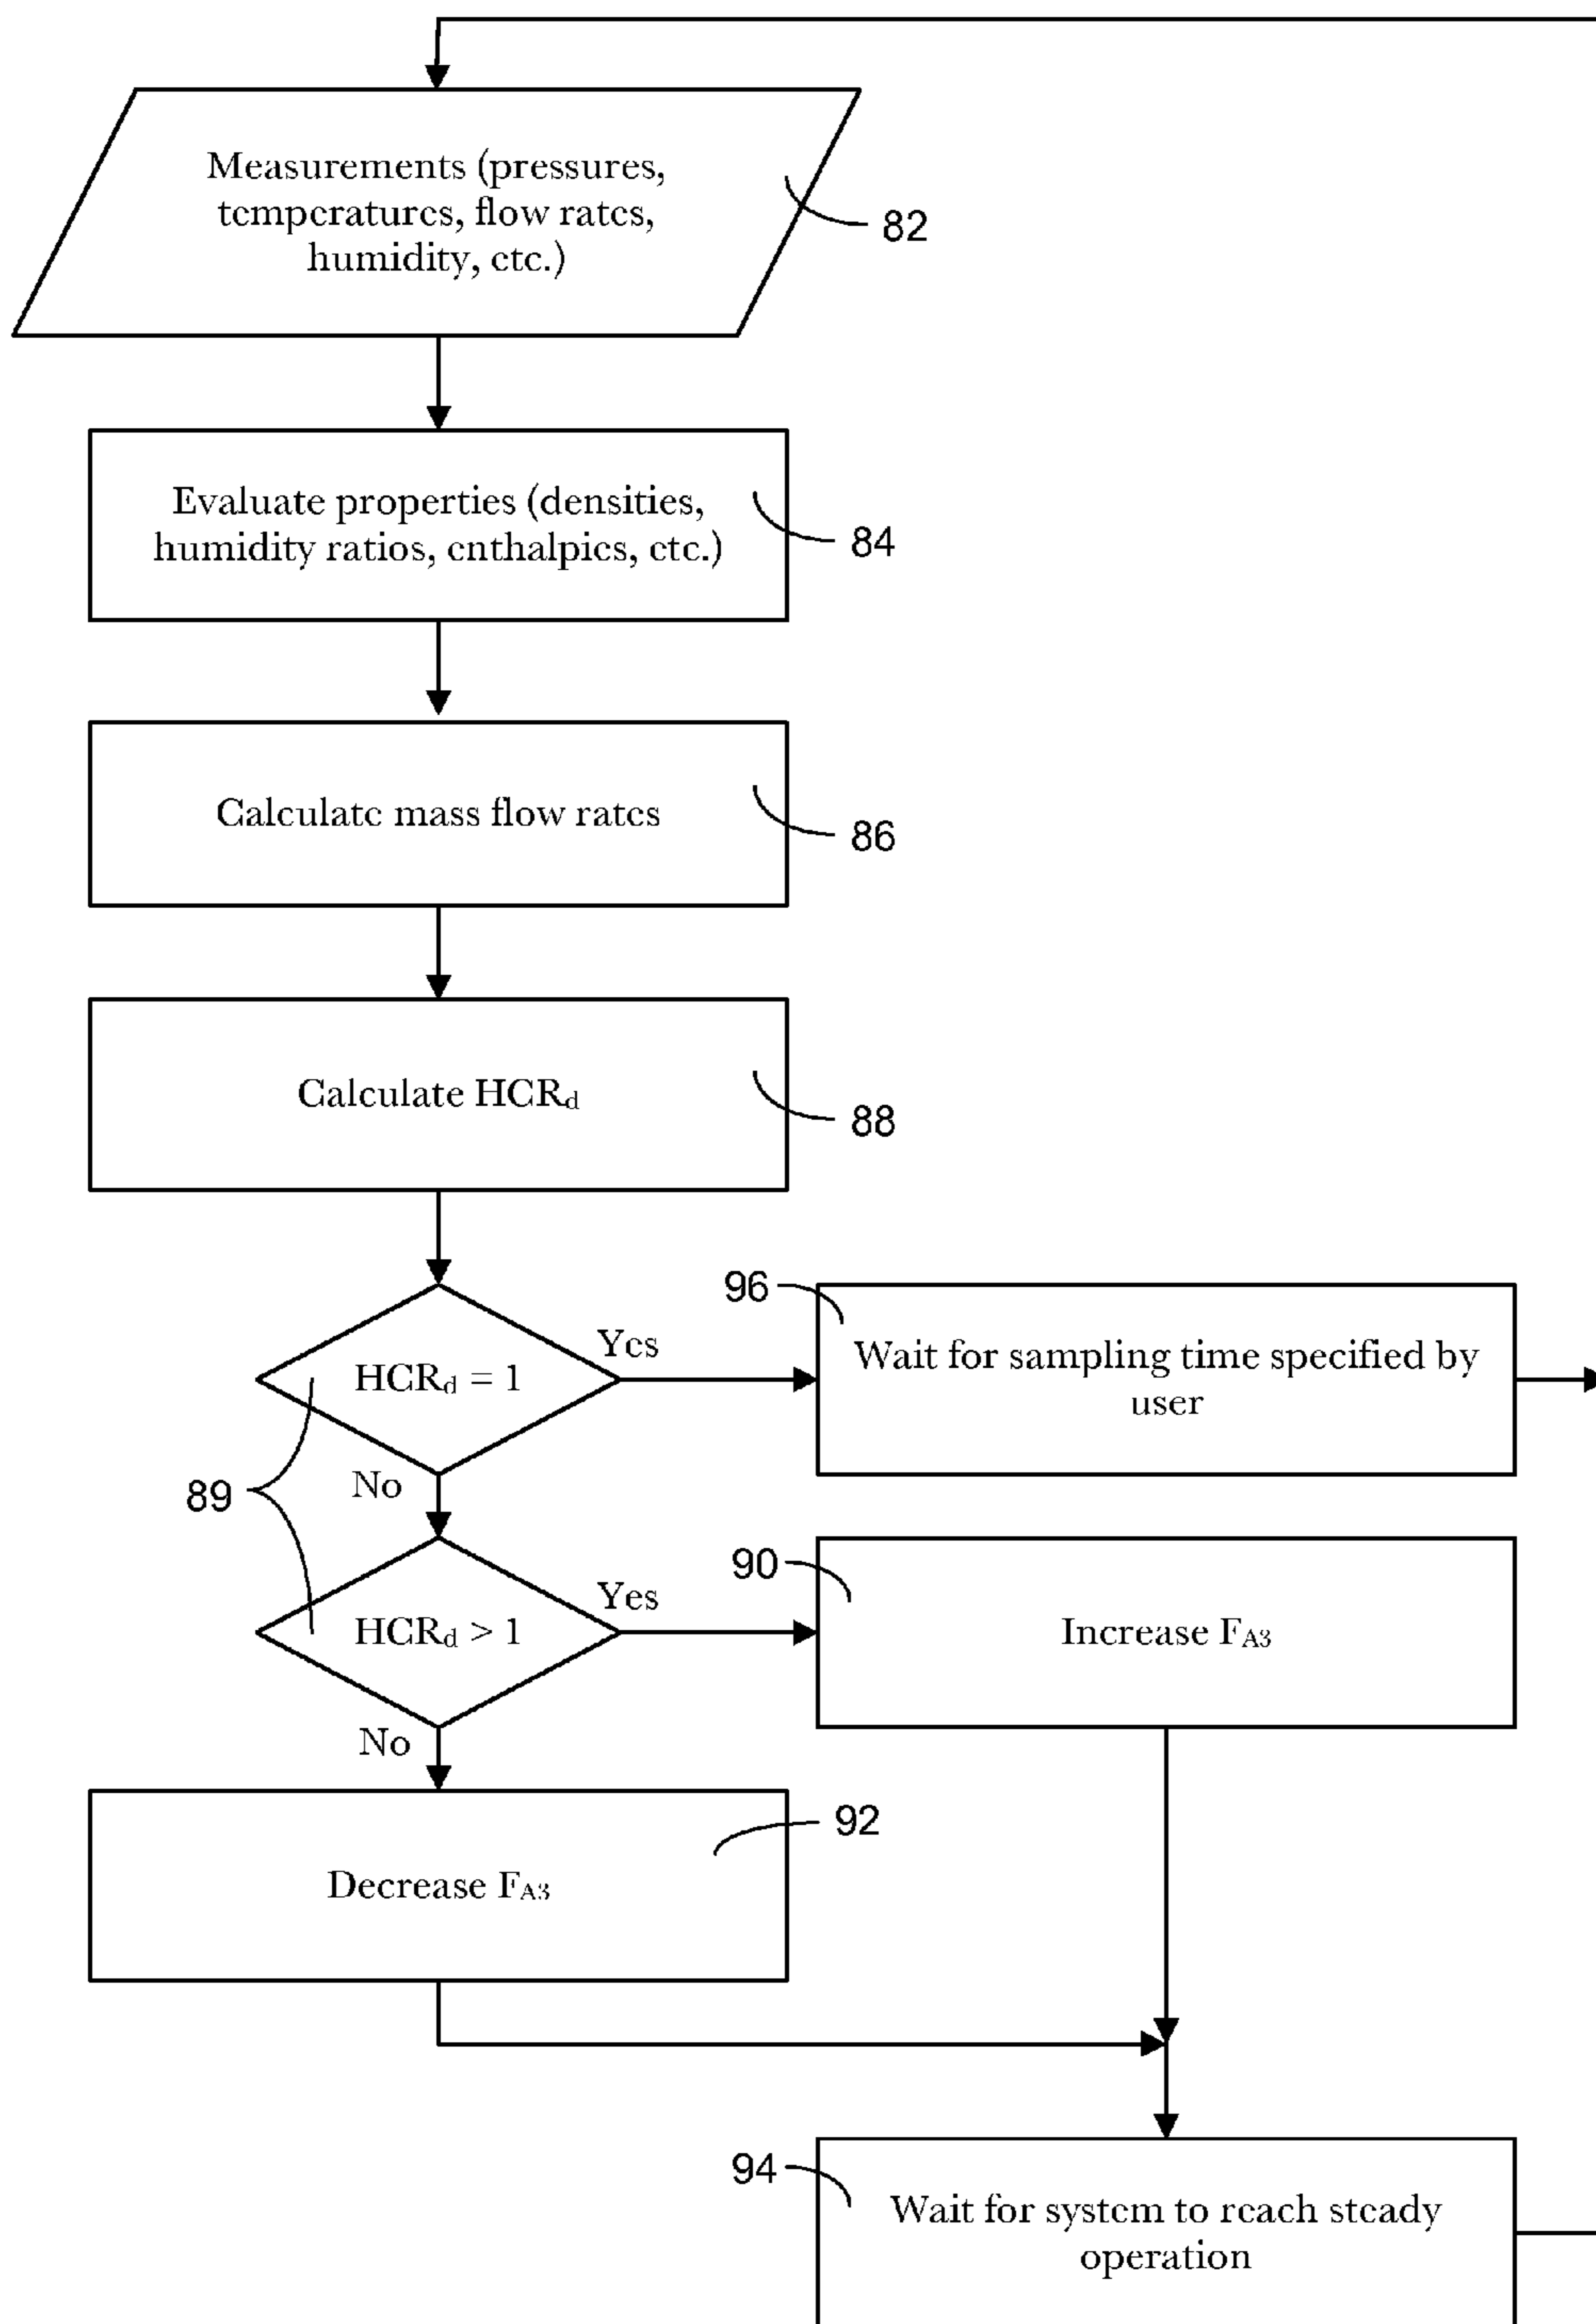 Measurements (pressures,
temperatures, flow rates,
humidity, etc.)
82
Evaluate properties (densities,
humidity ratios, enthalpies, etc.)
84
Calculate mass flow rates
86
Calculate HCRd
88
96
Yes
Wait for sampling time specified by
user
HCRd = 1
89
No
90
Yes
HCRd > 1
Increase FA3
No
92
Decrease FA3
94
Wait for system to reach steady
operation